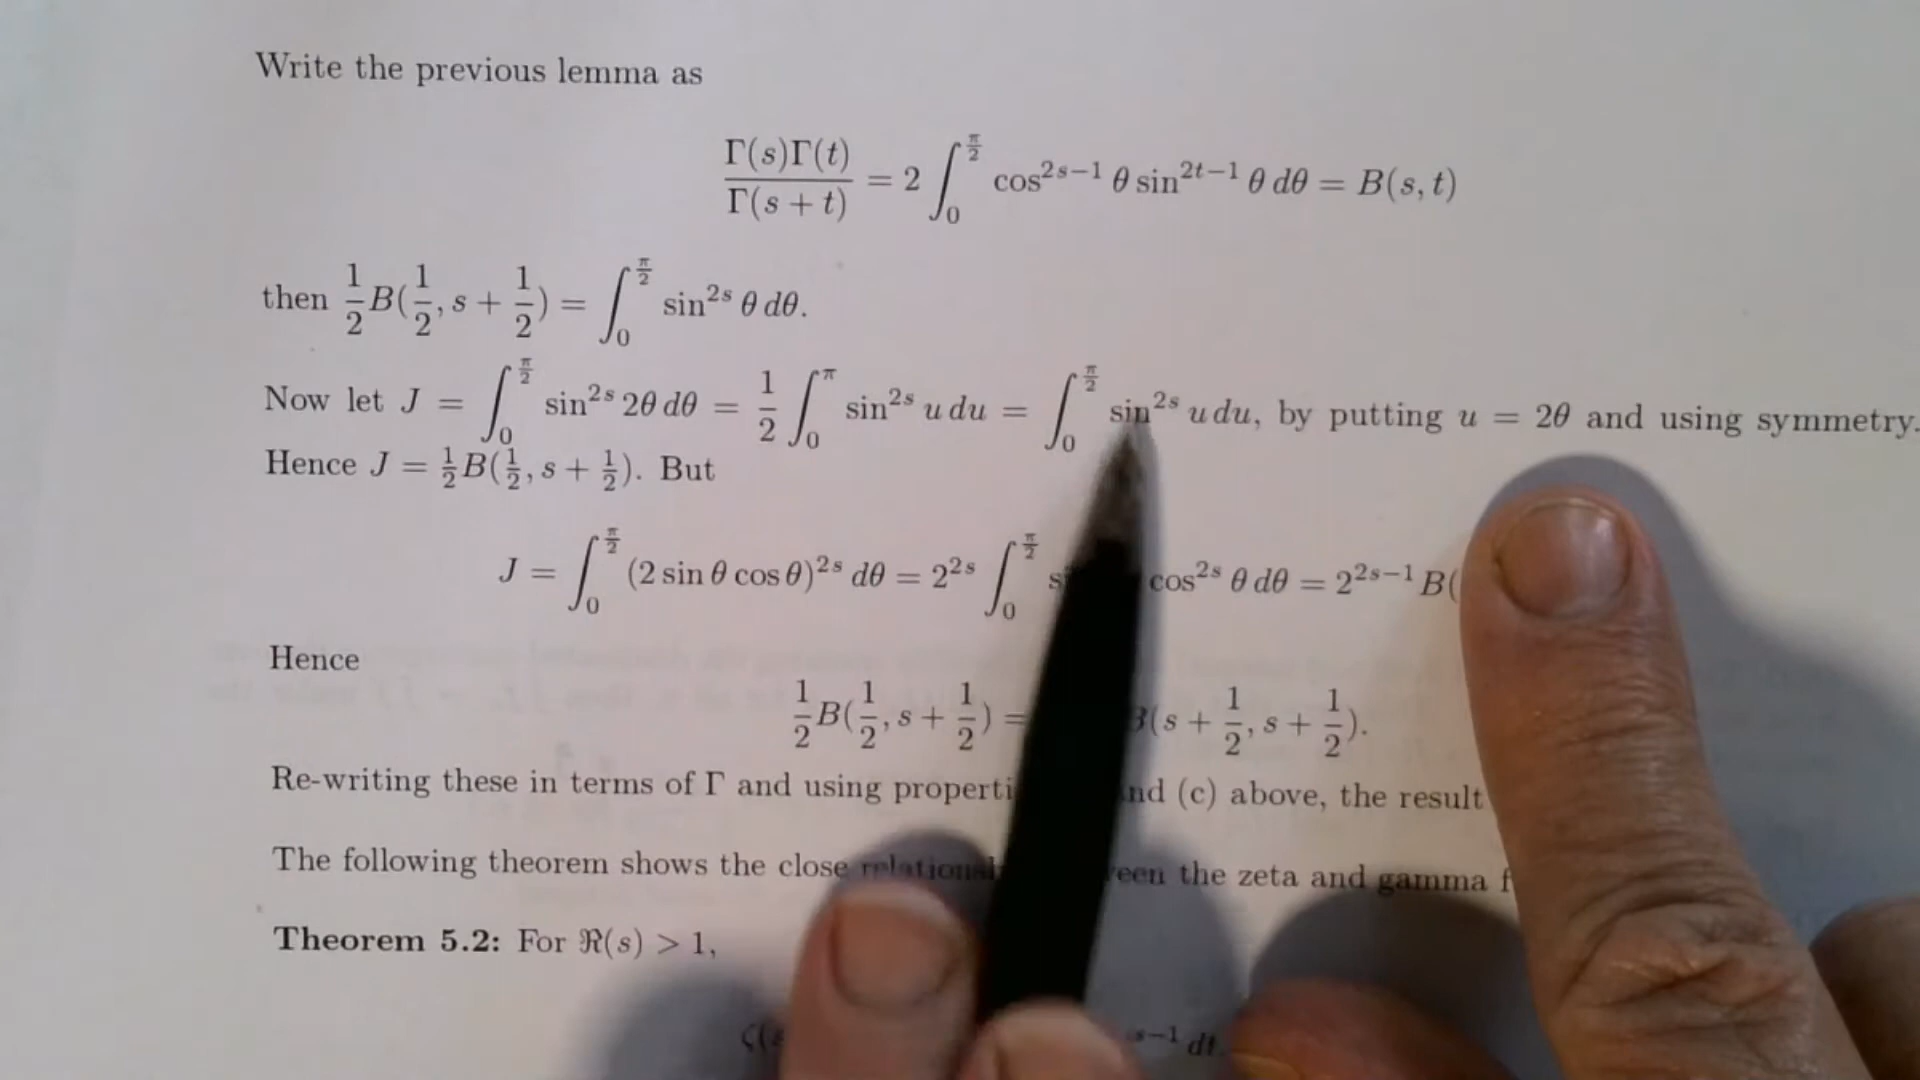 Write the previous lemma as
Γ(s)Γ(t) / Γ(s + t) = 2 ∫_0^{π/2} cos^{2s−1} θ sin^{2t−1} θ dθ = B(s, t)
then 1/2 B(1/2, s + 1/2) = ∫_0^{π/2} sin^{2s} θ dθ.
Now let J = ∫_0^{π/2} sin^{2s} 2θ dθ = 1/2 ∫_0^π sin^{2s} u du = ∫_0^{π/2} sin^{2s} u du, by putting u = 2θ and using symmetry.
Hence J = 1/2 B(1/2, s + 1/2). But
J = ∫_0^{π/2} (2 sin θ cos θ)^{2s} dθ = 2^{2s} ∫_0^{π/2} cos^{2s} θ dθ = 2^{2s−1} B(
Hence
1/2 B(1/2, s + 1/2) = (s + 1/2, s + 1/2).
Re-writing these in terms of Γ and using (c) above, the result
The following theorem shows the close the zeta and gamma
Theorem 5.2: For ℜ(s) > 1,
ζ( s−1 dt